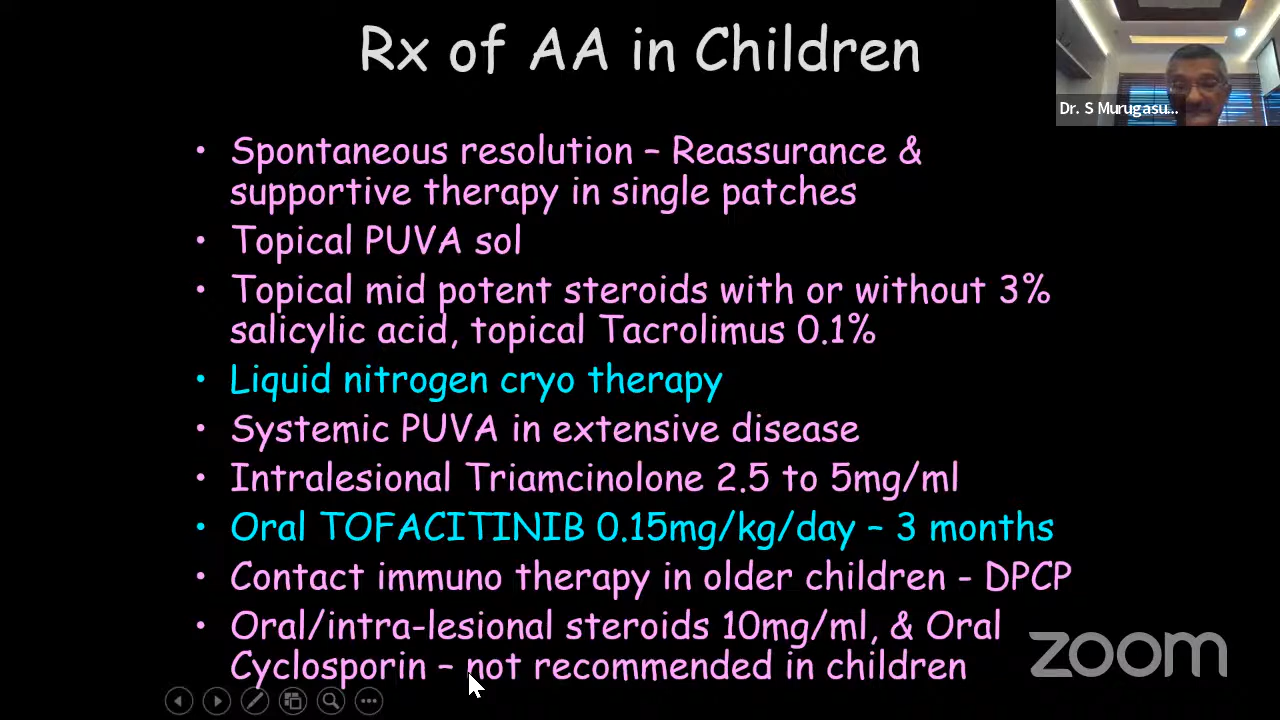 Rx of AA in Children
Dr. S Murugasu...
• Spontaneous resolution – Reassurance &
supportive therapy in single patches
• Topical PUVA sol
• Topical mid potent steroids with or without 3%
salicylic acid, topical Tacrolimus 0.1%
• Liquid nitrogen cryo therapy
• Systemic PUVA in extensive disease
• Intralesional Triamcinolone 2.5 to 5mg/ml
• Oral TOFACITINIB 0.15mg/kg/day – 3 months
• Contact immuno therapy in older children - DPCP
• Oral/intra-lesional steroids 10mg/ml, & Oral
Cyclosporin – not recommended in children
zoom